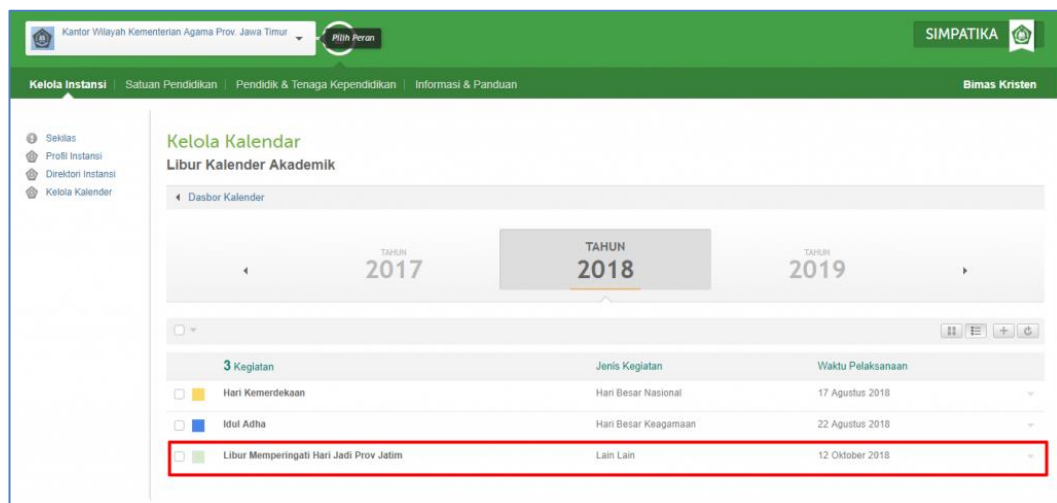 Kantor Wilayah Kementerian Agama Prov. Jawa Timur
Pilih Peran
SIMPATIKA
Kelola Instansi | Satuan Pendidikan | Pendidik & Tenaga Kependidikan | Informasi & Panduan
Bimas Kristen
Sekilas
Profil Instansi
Direktori Instansi
Kelola Kalender
Kelola Kalendar
Libur Kalender Akademik
Dasbor Kalender
TAHUN 2017
TAHUN 2018
TAHUN 2019
3 Kegiatan Jenis Kegiatan Waktu Pelaksanaan
Hari Kemerdekaan Hari Besar Nasional 17 Agustus 2018
Idul Adha Hari Besar Keagamaan 22 Agustus 2018
Libur Memperingati Hari Jadi Prov Jatim Lain Lain 12 Oktober 2018